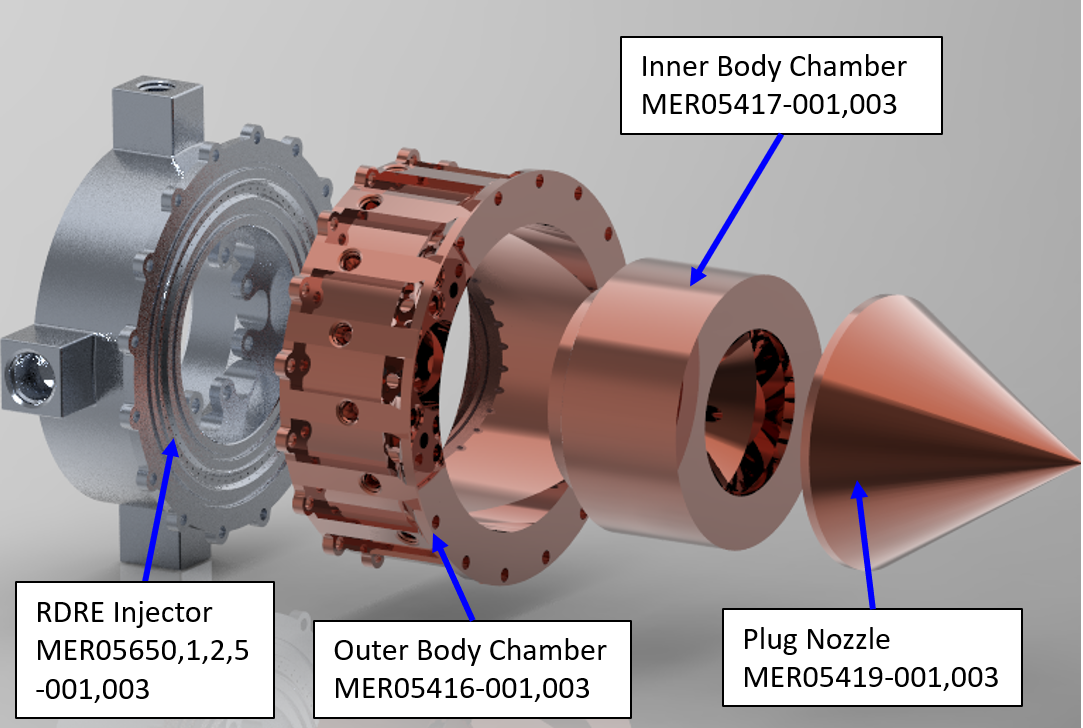 Inner Body Chamber
MER05417-001,003
RDRE Injector
MER05650,1,2,5
-001,003
Outer Body Chamber
MER05416-001,003
Plug Nozzle
MER05419-001,003